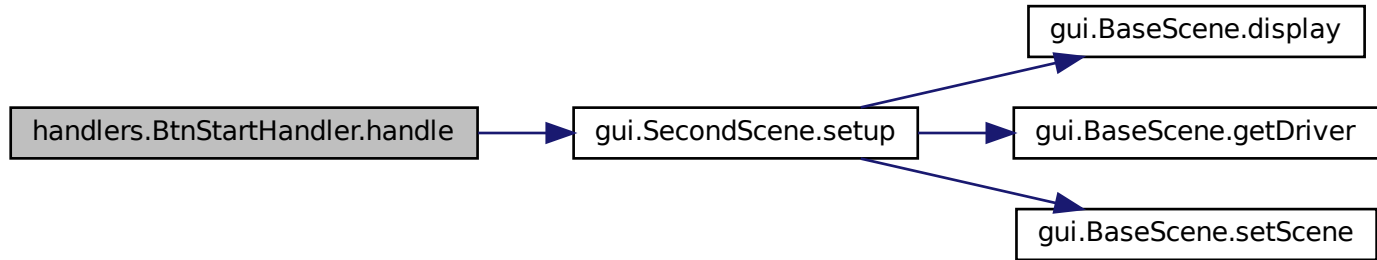 gui.BaseScene.display
handlers.BtnStartHandler.handle
gui.SecondScene.setup
gui.BaseScene.getDriver
gui.BaseScene.setScene